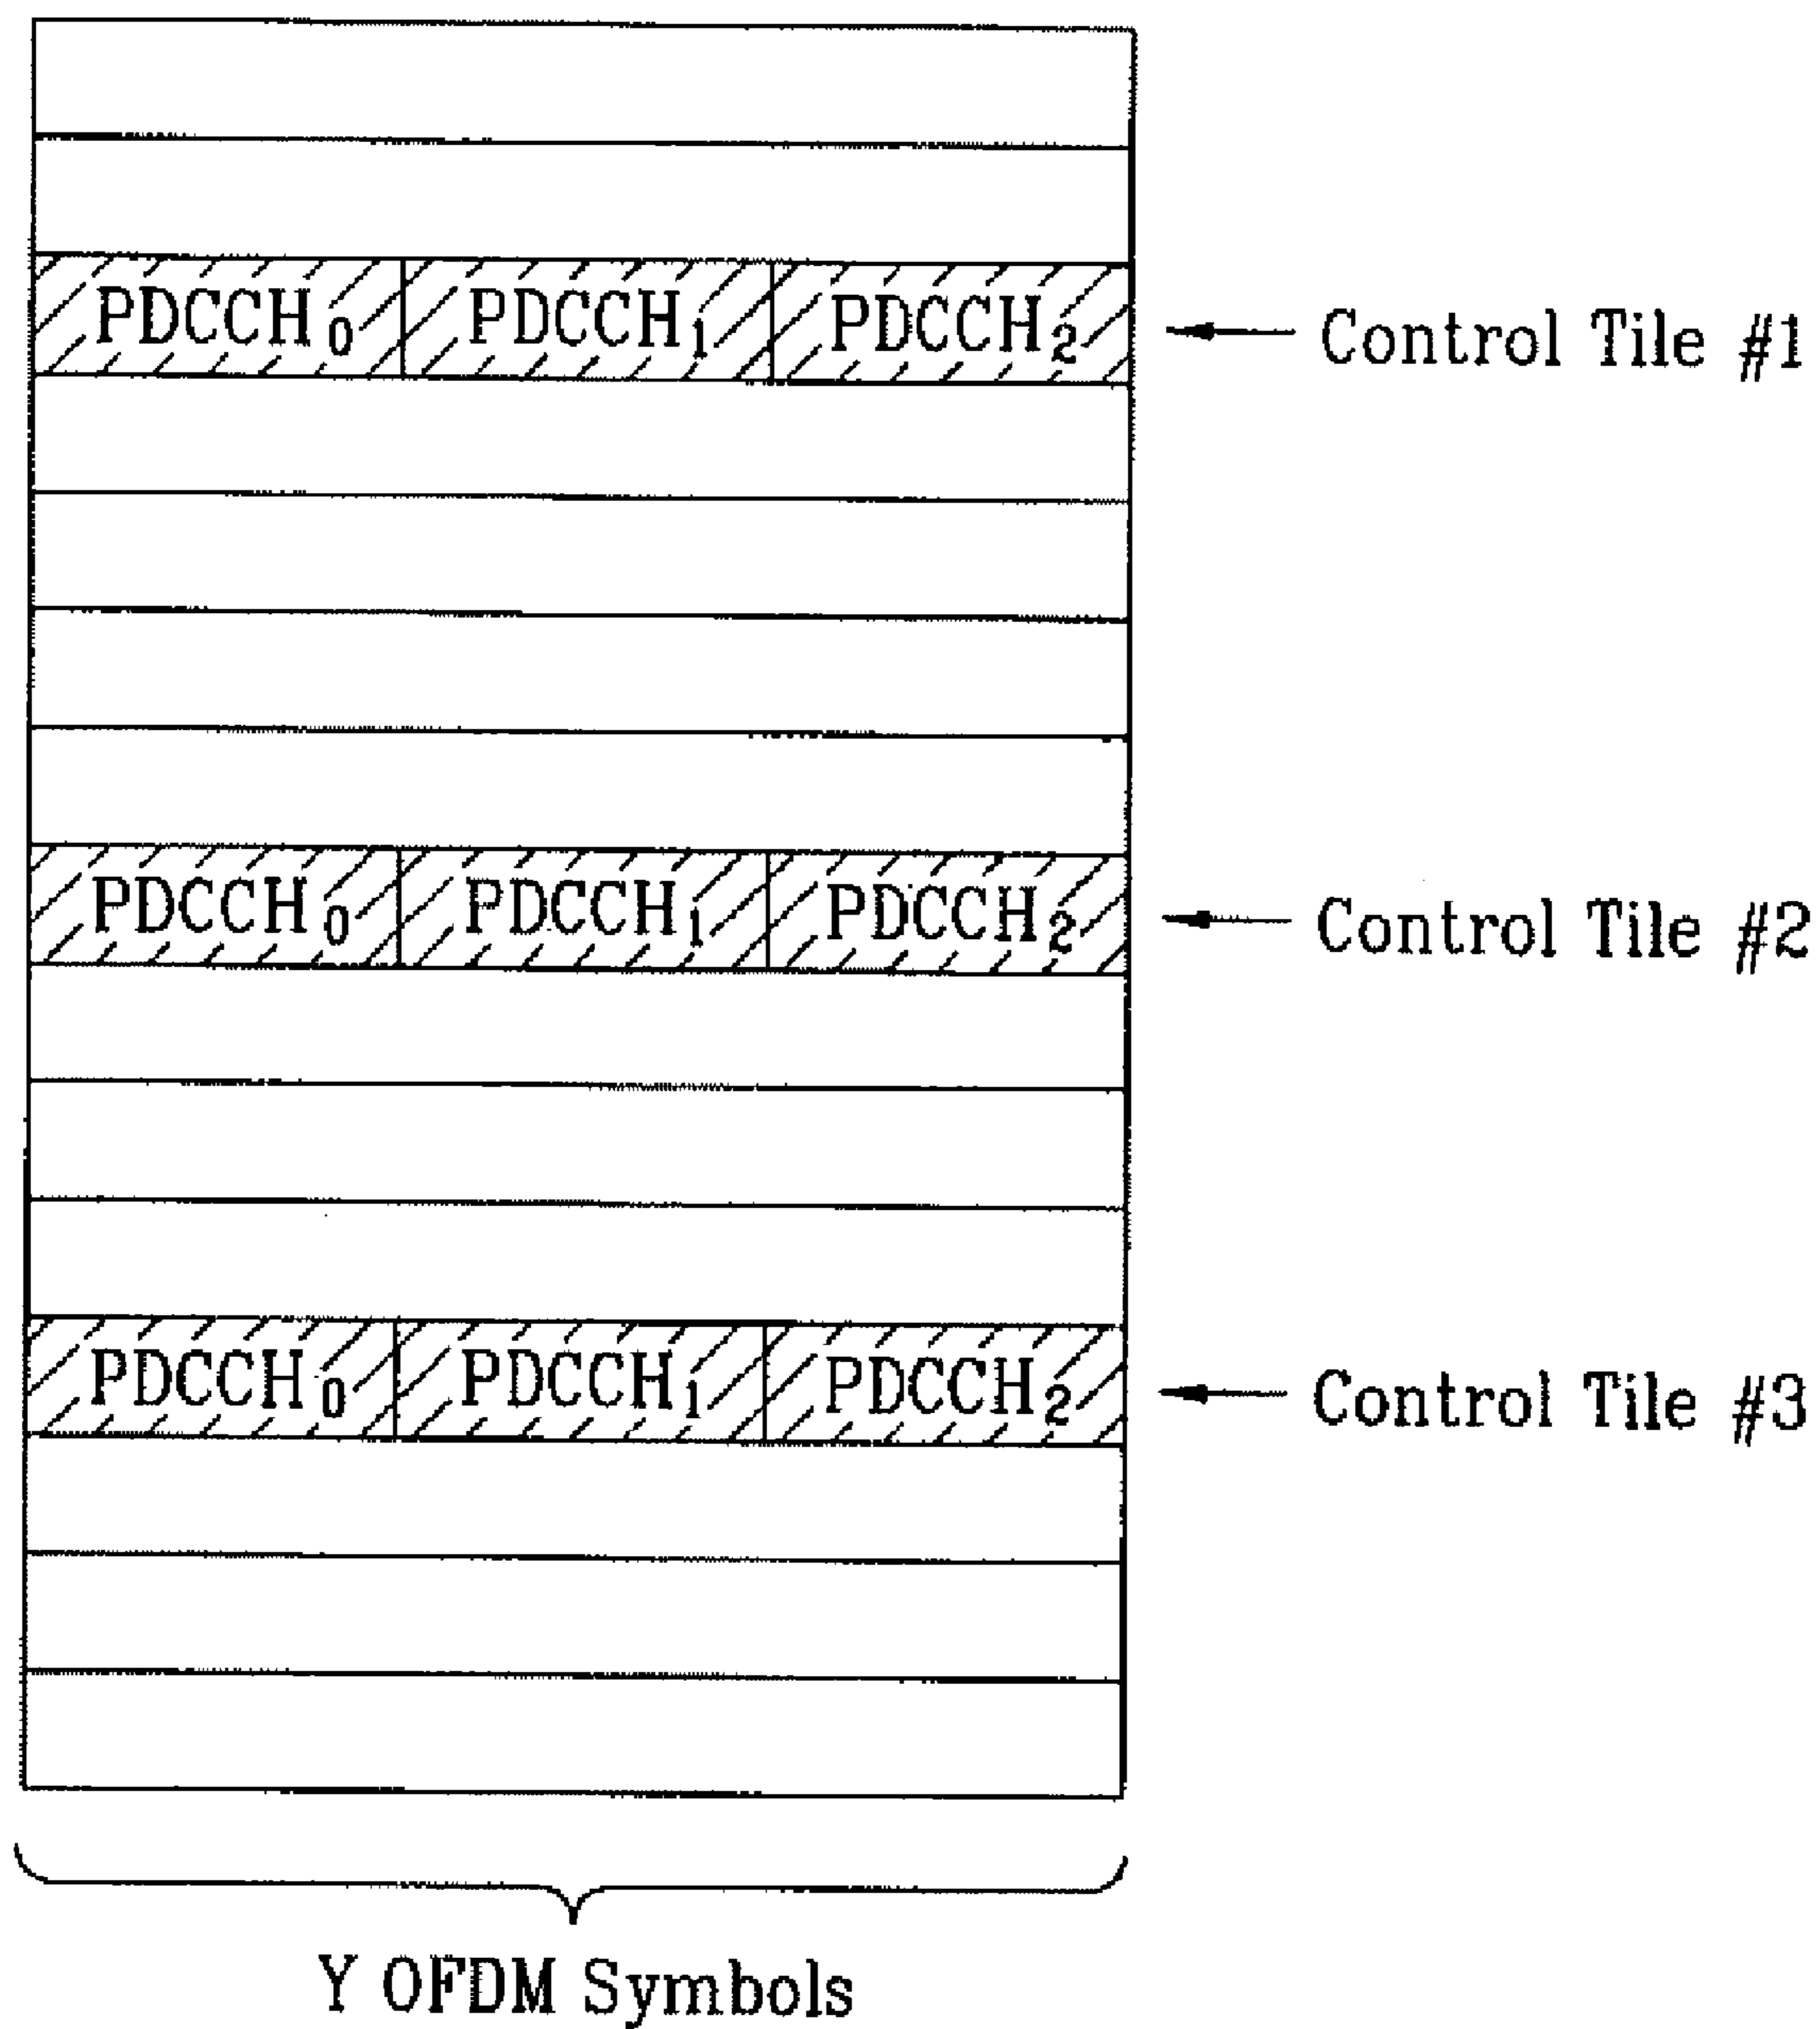 PDCCH0 PDCCH1 PDCCH2 Control Tile #1
PDCCH0 PDCCH1 PDCCH2 Control Tile #2
PDCCH0 PDCCH1 PDCCH2 Control Tile #3
Y OFDM Symbols